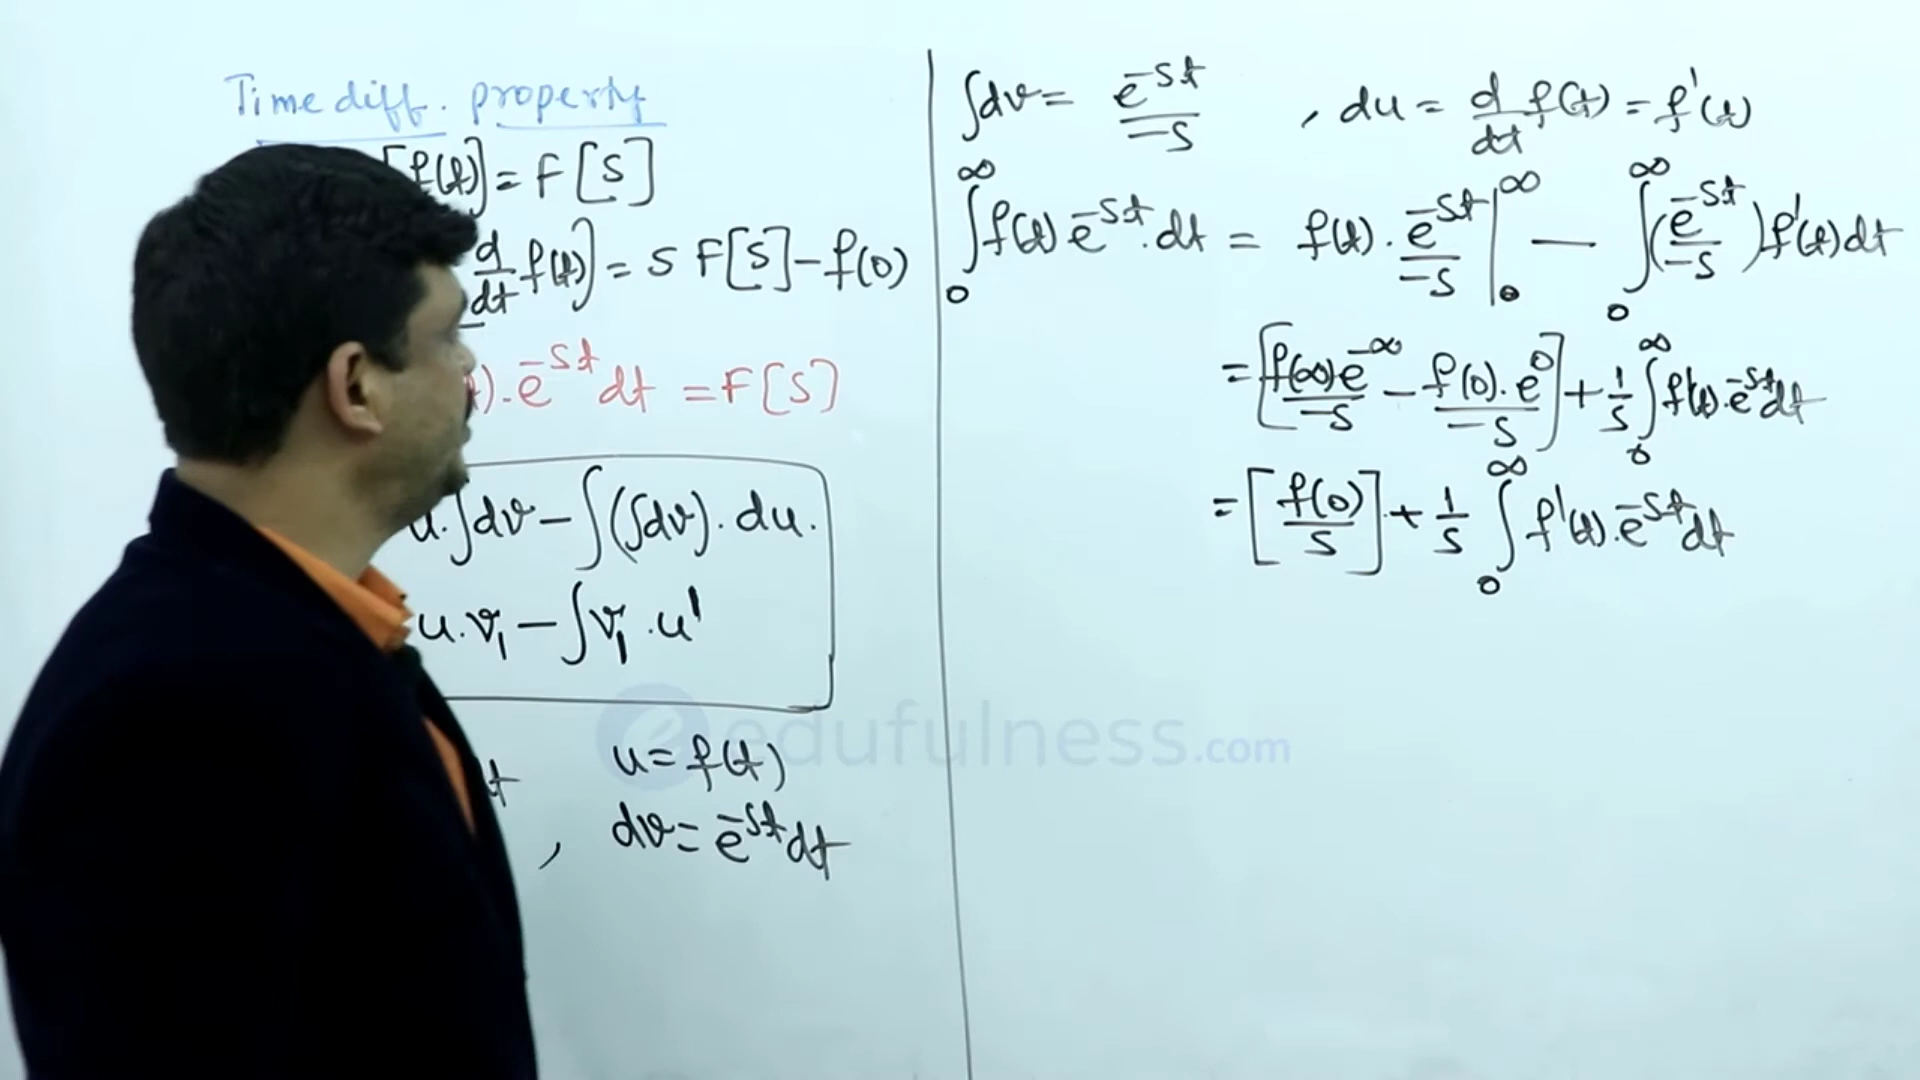 Time diff. property
[f(t)] = F[S]
d/dt f(t)] = S F[S] - f(0)
). e^-St dt = F[S]
u.∫dv - ∫(∫dv). du.
u.v₁ - ∫v₁.u'
t , u = f(t)
dv = e^-St dt
∫dv = e^-St/-S , du = d/dt f(t) = f'(t)
∫₀^∞ f(t) e^-St.dt = f(t). e^-St/-S |₀^∞ — ∫₀^∞ (e^-St/-S) f'(t) dt
= [f(∞)e^-∞/-S - f(0).e^0/-S] + 1/S ∫₀^∞ f'(t).e^-St dt
= [f(0)/S] + 1/S ∫₀^∞ f'(t).e^-St dt
edufulness.com